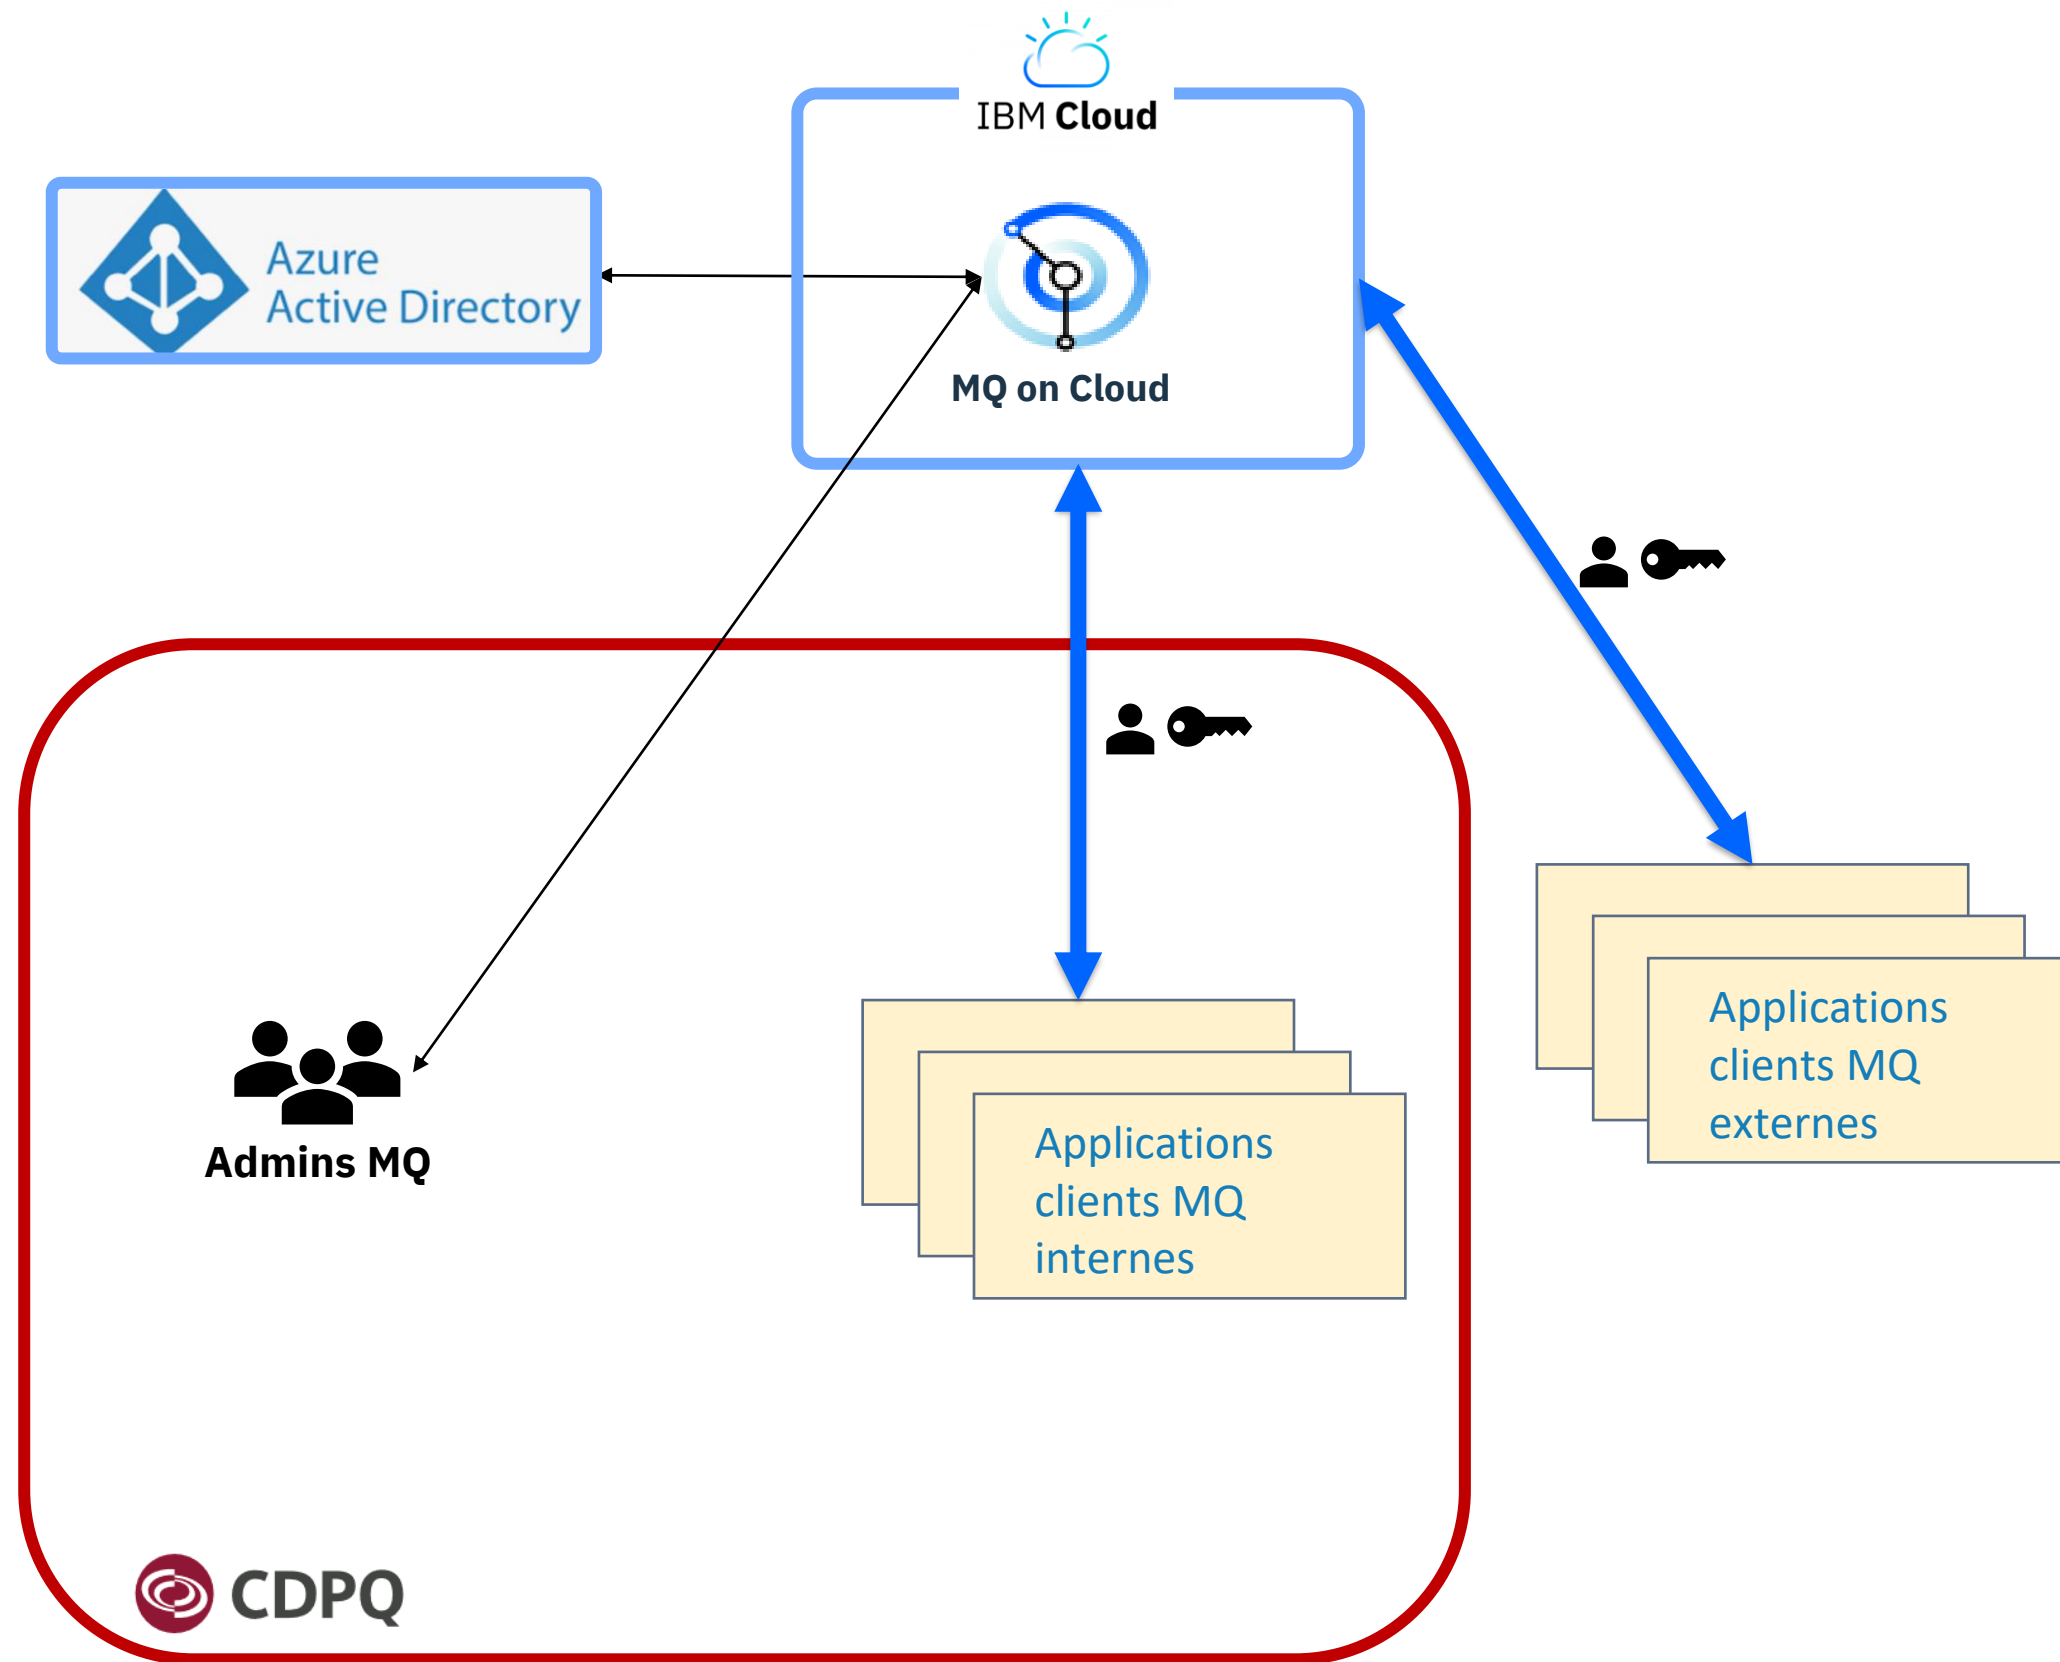 IBM Cloud
Azure
Active Directory
MQ on Cloud
Applications
clients MQ
externes
Admins MQ
Applications
clients MQ
internes
CDPQ